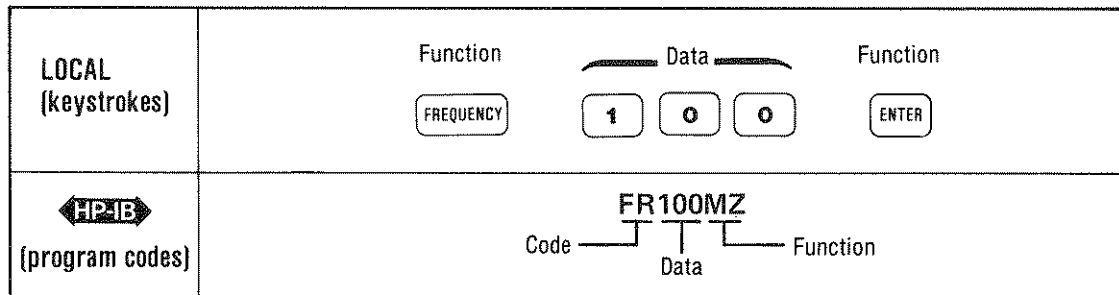 LOCAL
(keystrokes)
Function Data Function
FREQUENCY 1 0 0 ENTER
HP-IB
(program codes)
FR100MZ
Code Data Function